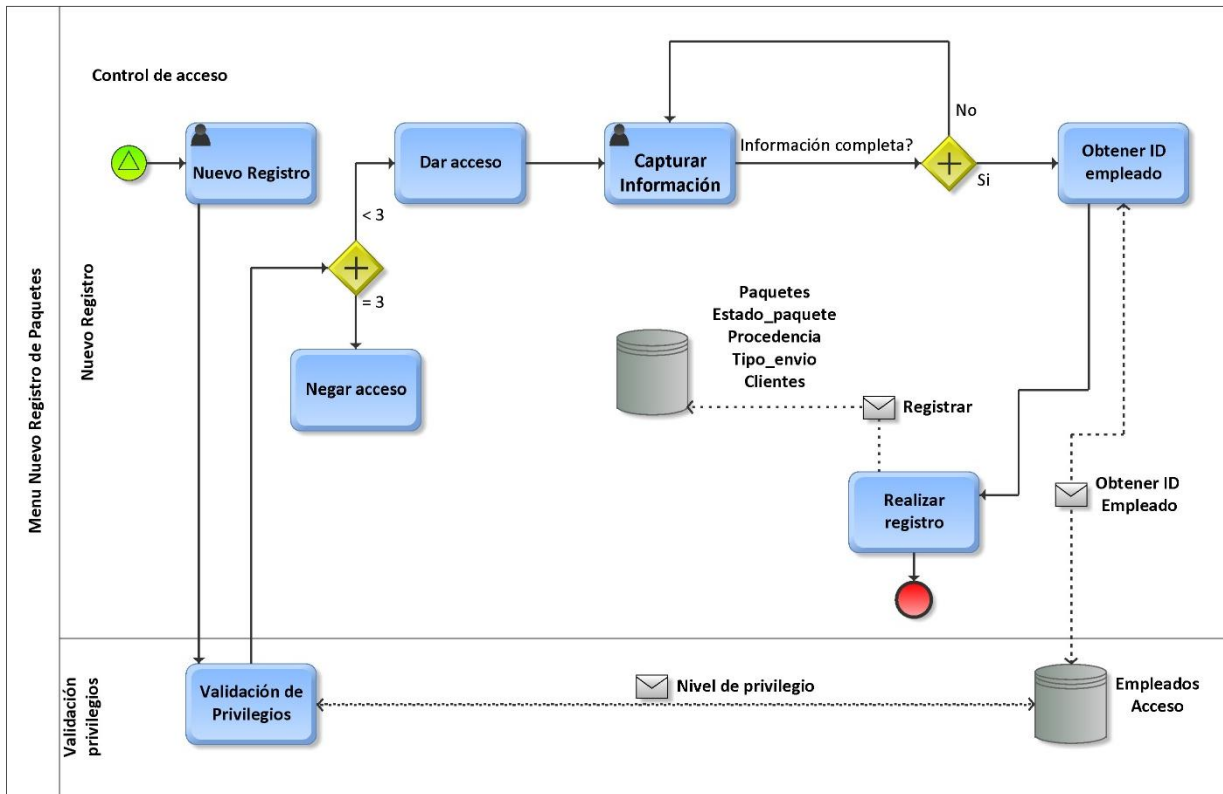 Menu Nuevo Registro de Paquetes
Nuevo Registro
Control de acceso
Nuevo Registro
Dar acceso
Capturar
Información
Información completa?
No
Si
Obtener ID
empleado
< 3
= 3
Negar acceso
Paquetes
Estado_paquete
Procedencia
Tipo_envio
Clientes
Registrar
Realizar
registro
Obtener ID
Empleado
Validación
privilegios
Validación de
Privilegios
Nivel de privilegio
Empleados
Acceso